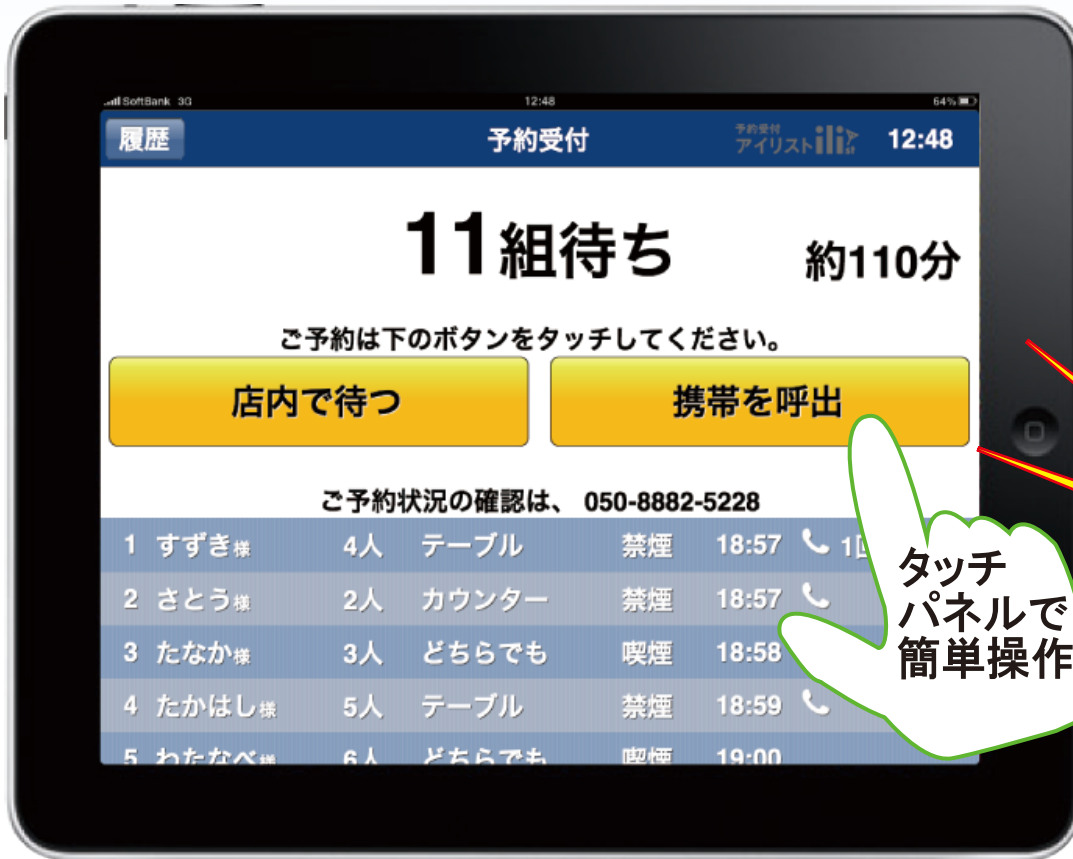 SoftBank 3G 12:48 64%
履歴 予約受付 予約受付 アイリスト ilist 12:48
11組待ち 約110分
ご予約は下のボタンをタッチしてください。
店内で待つ 携帯を呼出
ご予約状況の確認は、 050-8882-5228
1 すずき様 4人 テーブル 禁煙 18:57 1回
2 さとう様 2人 カウンター 禁煙 18:57
3 たなか様 3人 どちらでも 喫煙 18:58
4 たかはし様 5人 テーブル 禁煙 18:59
5 わたなべ様 6人 どちらでも 喫煙 19:00
タッチ
パネルで
簡単操作